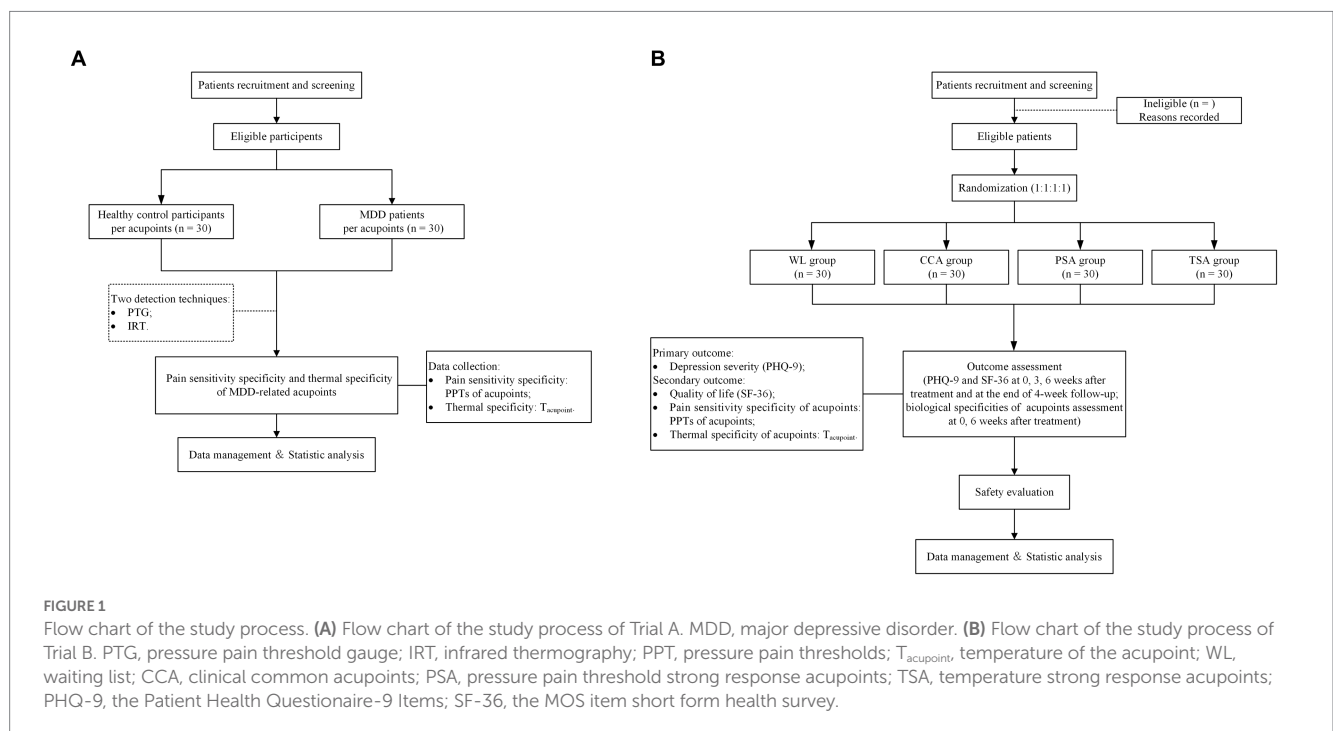 A
Patients recruitment and screening
Eligible participants
Healthy control participants
per acupoints (n = 30)
MDD patients
per acupoints (n = 30)
Two detection techniques:
• PTG;
• IRT.
Pain sensitivity specificity and thermal specificity
of MDD-related acupoints
Data collection:
• Pain sensitivity specificity:
PPTs of acupoints;
• Thermal specificity: Tacupoint.
Data management & Statistic analysis
B
Patients recruitment and screening
Ineligible (n = )
Reasons recorded
Eligible patients
Randomization (1:1:1:1)
WL group
(n = 30)
CCA group
(n = 30)
PSA group
(n = 30)
TSA group
(n = 30)
Primary outcome:
• Depression severity (PHQ-9);
Secondary outcome:
• Quality of life (SF-36);
• Pain sensitivity specificity of acupoints:
PPTs of acupoints;
• Thermal specificity of acupoints: Tacupoint.
Outcome assessment
(PHQ-9 and SF-36 at 0, 3, 6 weeks after
treatment and at the end of 4-week follow-up;
biological specificities of acupoints assessment
at 0, 6 weeks after treatment)
Safety evaluation
Data management & Statistic analysis
FIGURE 1
Flow chart of the study process. (A) Flow chart of the study process of Trial A. MDD, major depressive disorder. (B) Flow chart of the study process of
Trial B. PTG, pressure pain threshold gauge; IRT, infrared thermography; PPT, pressure pain thresholds; Tacupoint, temperature of the acupoint; WL,
waiting list; CCA, clinical common acupoints; PSA, pressure pain threshold strong response acupoints; TSA, temperature strong response acupoints;
PHQ-9, the Patient Health Questionaire-9 Items; SF-36, the MOS item short form health survey.